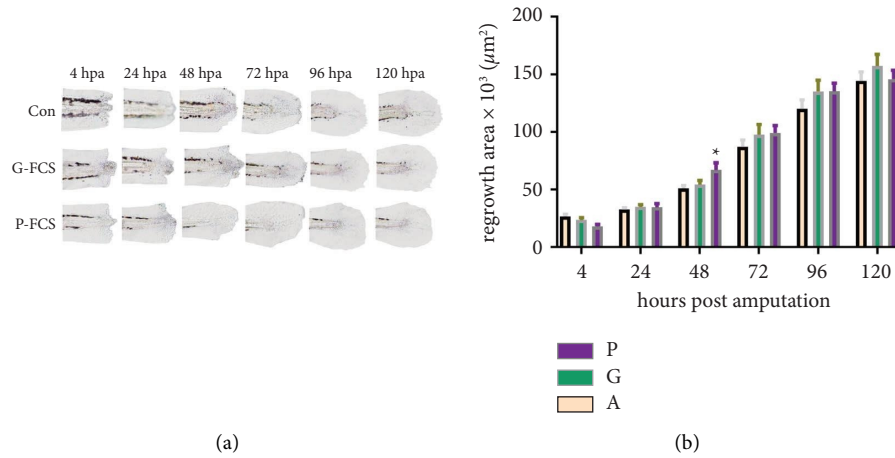 4 hpa 24 hpa 48 hpa 72 hpa 96 hpa 120 hpa
Con
G-FCS
P-FCS
(a)
regrowth area × 10³ (μm²)
200
150
100
50
0
*
4 24 48 72 96 120
hours post amputation
P
G
A
(b)